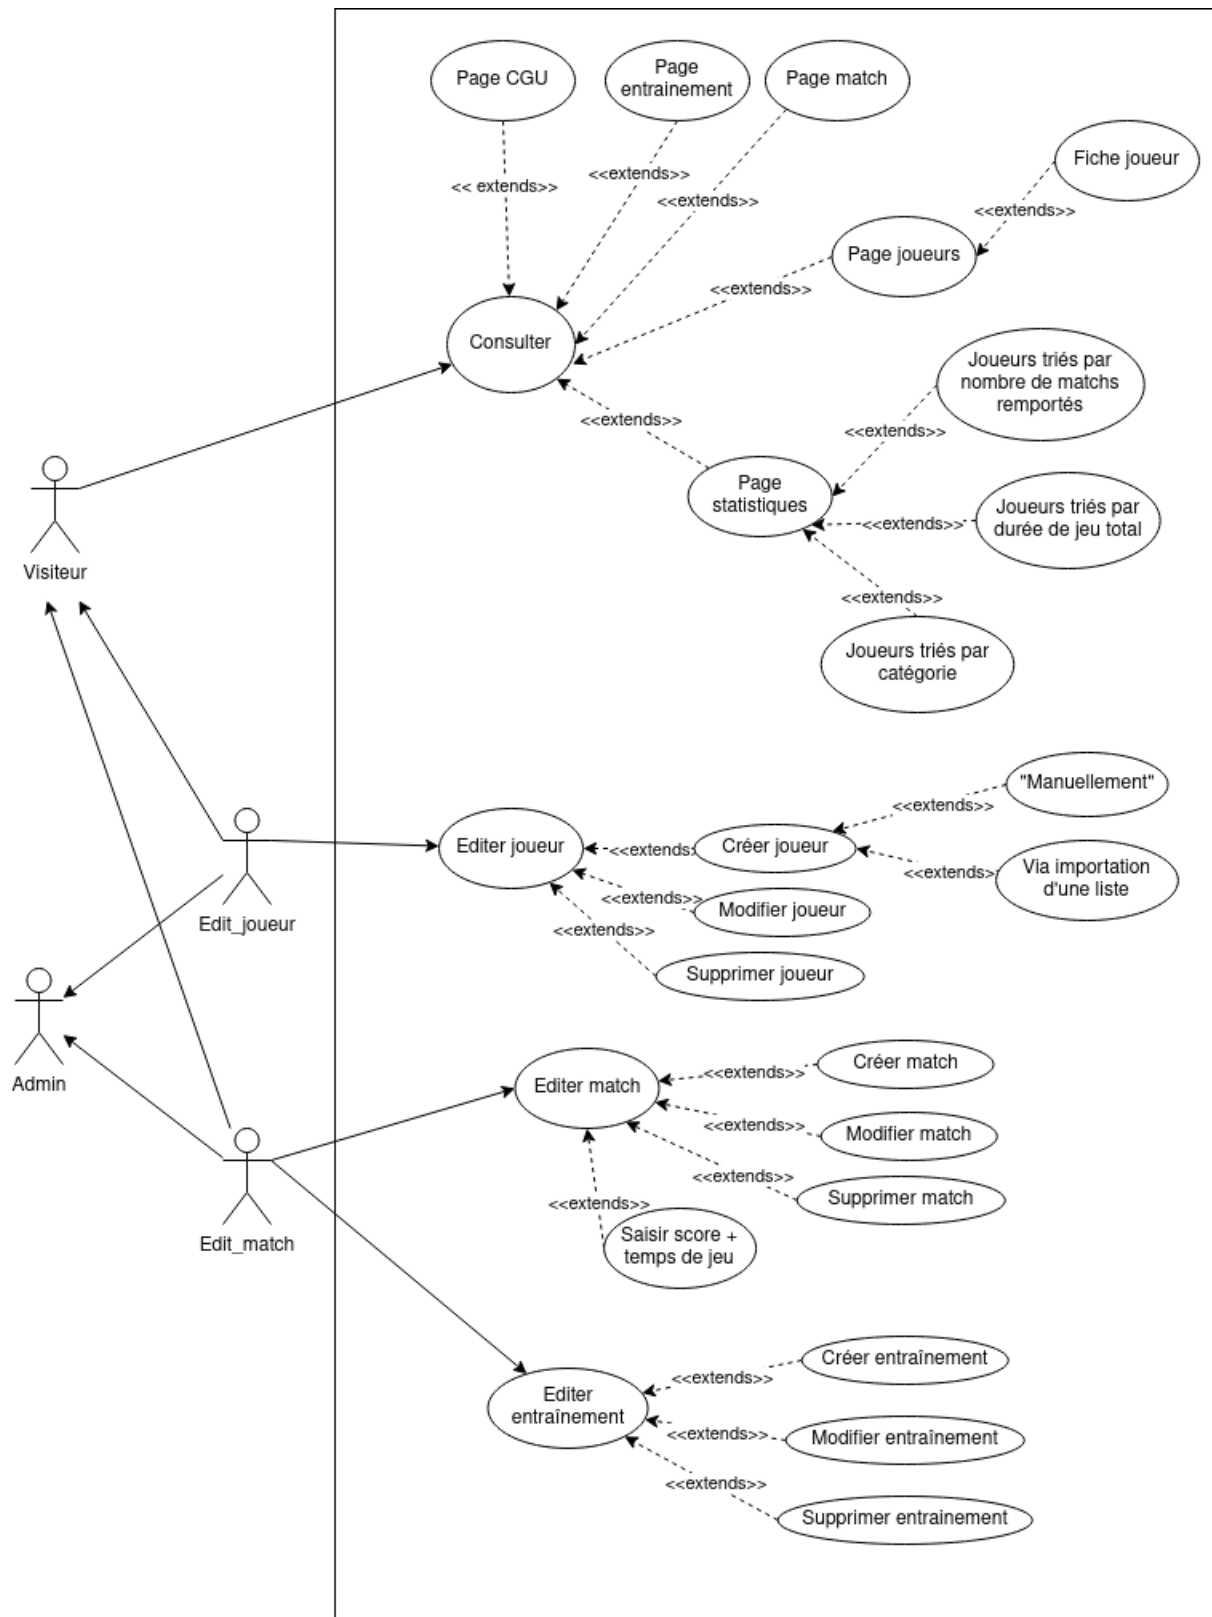 Page CGU
Page
entrainement
Page match
Fiche joueur
<< extends>>
<<extends>>
<<extends>>
<<extends>>
Page joueurs
<<extends>>
Consulter
Joueurs triés par
nombre de matchs
remportés
<<extends>>
<<extends>>
Page
statistiques
Joueurs triés par
durée de jeu total
<<extends>>
Visiteur
<<extends>>
Joueurs triés par
catégorie
"Manuellement"
<<extends>>
Editer joueur
<<extends>
Créer joueur
<<extends>
Via importation
d'une liste
<<extends>>
Modifier joueur
Edit_joueur
<<extends>>
Supprimer joueur
Admin
Editer match
<<extends>>
Créer match
<<extends>>
Modifier match
<<extends>>
Supprimer match
<<extends>>
Edit_match
Saisir score +
temps de jeu
Créer entraînement
<<extends>>
Editer
entraînement
<<extends>>
Modifier entraînement
<<extends>>
Supprimer entrainement